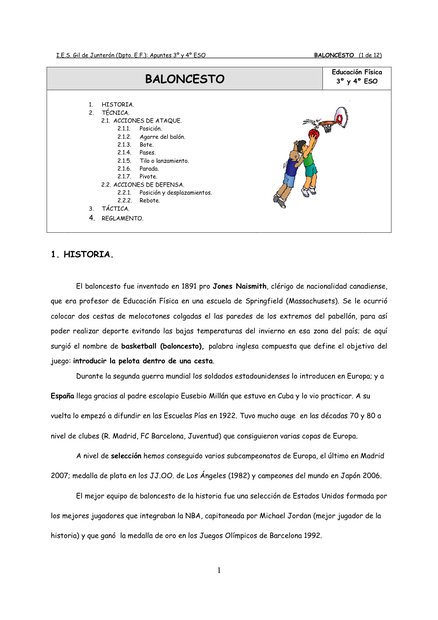 I.E.S. Gil de Junterón (Dpto. E.F.): Apuntes 3º y 4º ESO BALONCESTO (1 de 12)
BALONCESTO
Educación Física
3º y 4º ESO
1. HISTORIA.
2. TÉCNICA.
2.1. ACCIONES DE ATAQUE.
2.1.1. Posición.
2.1.2. Agarre del balón.
2.1.3. Bote.
2.1.4. Pases.
2.1.5. Tilo o lanzamiento.
2.1.6. Parada.
2.1.7. Pivote.
2.2. ACCIONES DE DEFENSA.
2.2.1. Posición y desplazamientos.
2.2.2. Rebote.
3. TÁCTICA.
4. REGLAMENTO.
1. HISTORIA.
El baloncesto fue inventado en 1891 pro Jones Naismith, clérigo de nacionalidad canadiense,
que era profesor de Educación Física en una escuela de Springfield (Massachusets). Se le ocurrió
colocar dos cestas de melocotones colgadas el las paredes de los extremos del pabellón, para así
poder realizar deporte evitando las bajas temperaturas del invierno en esa zona del país; de aquí
surgió el nombre de basketball (baloncesto), palabra inglesa compuesta que define el objetivo del
juego: introducir la pelota dentro de una cesta.
Durante la segunda guerra mundial los soldados estadounidenses lo introducen en Europa; y a
España llega gracias al padre escolapio Eusebio Millán que estuvo en Cuba y lo vio practicar. A su
vuelta lo empezó a difundir en las Escuelas Pías en 1922. Tuvo mucho auge en las décadas 70 y 80 a
nivel de clubes (R. Madrid, FC Barcelona, Juventud) que consiguieron varias copas de Europa.
A nivel de selección hemos conseguido varios subcampeonatos de Europa, el último en Madrid
2007; medalla de plata en los JJ.OO. de Los Ángeles (1982) y campeones del mundo en Japón 2006.
El mejor equipo de baloncesto de la historia fue una selección de Estados Unidos formada por
los mejores jugadores que integraban la NBA, capitaneada por Michael Jordan (mejor jugador de la
historia) y que ganó la medalla de oro en los Juegos Olímpicos de Barcelona 1992.
1